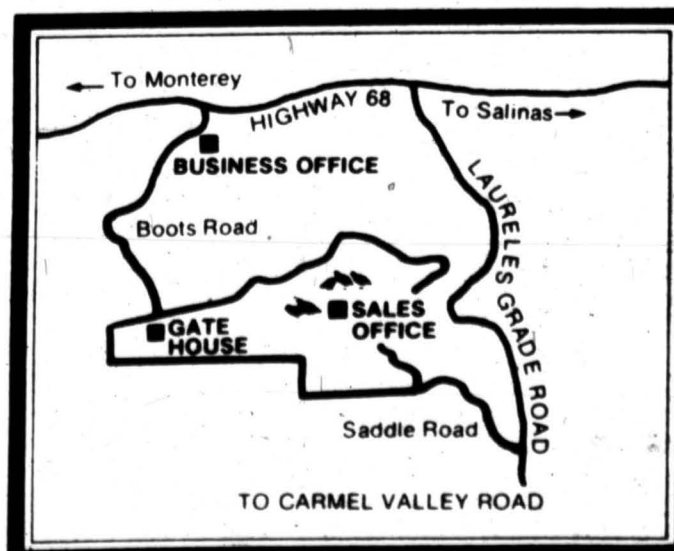 ← To Monterey
HIGHWAY 68
To Salinas→
BUSINESS OFFICE
LAURELES GRADE ROAD
Boots Road
SALES
OFFICE
GATE
HOUSE
Saddle Road
TO CARMEL VALLEY ROAD